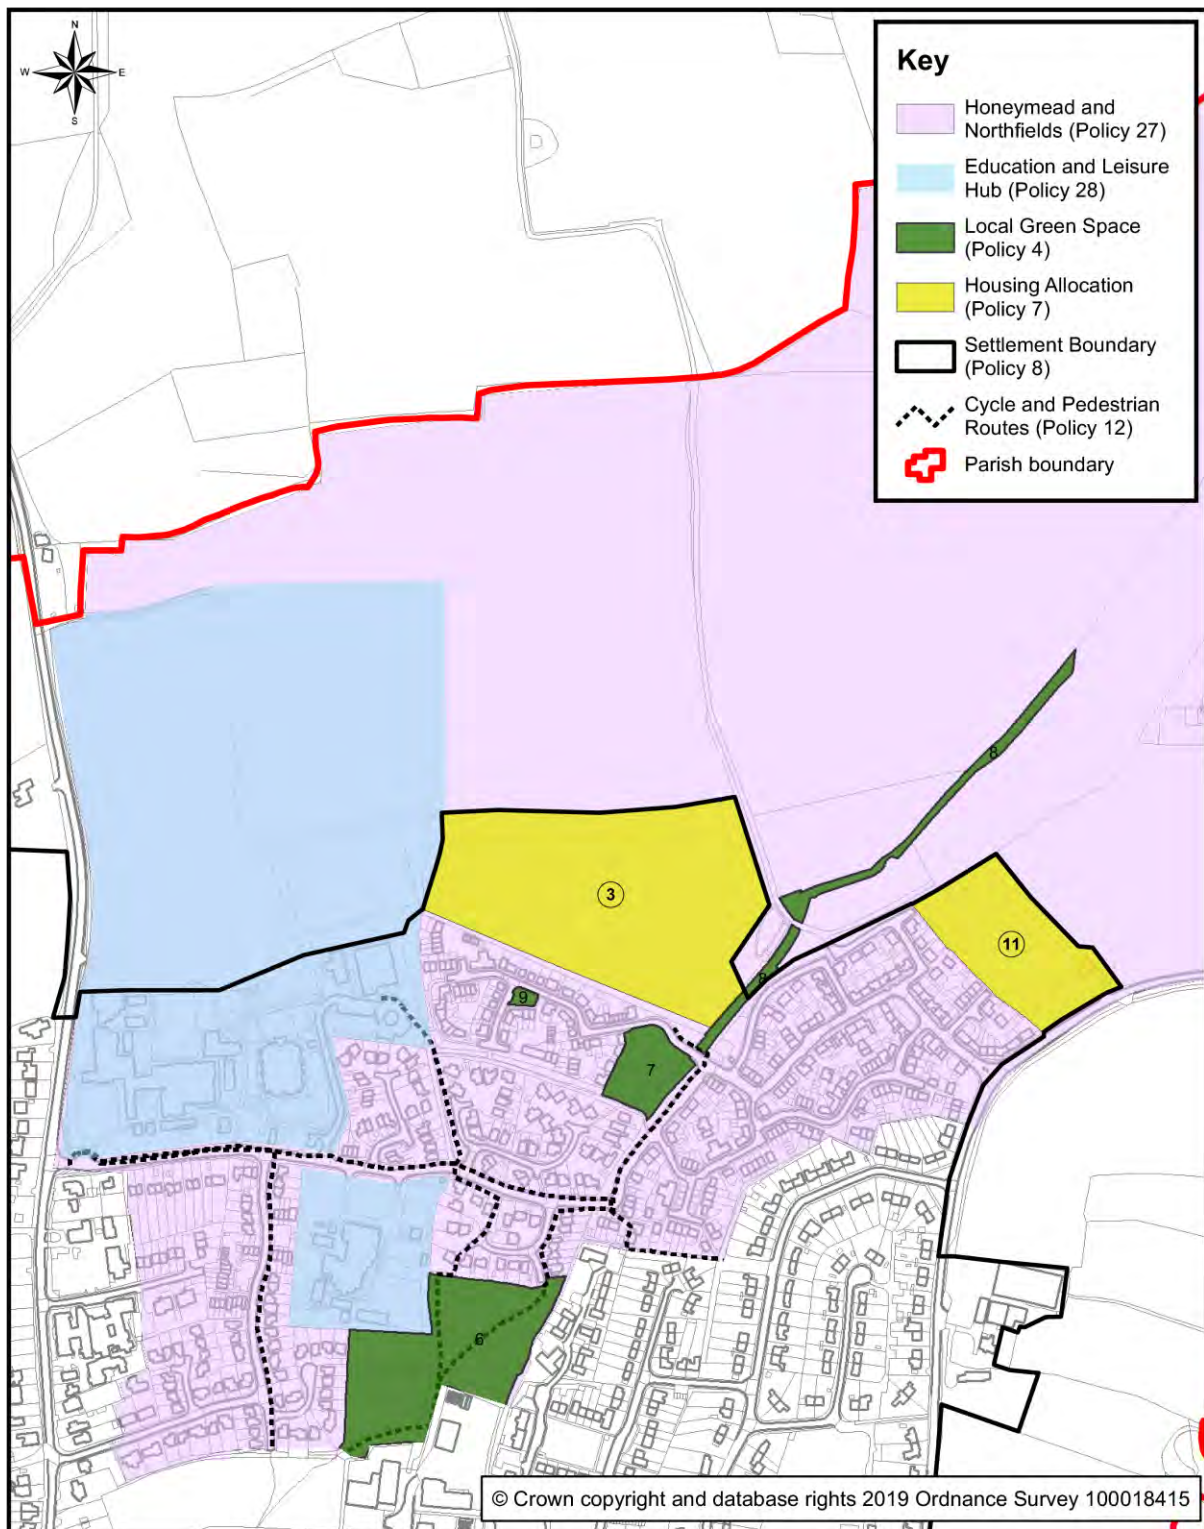 N
W E
S
Key
Honeymead and
Northfields (Policy 27)
Education and Leisure
Hub (Policy 28)
Local Green Space
(Policy 4)
Housing Allocation
(Policy 7)
Settlement Boundary
(Policy 8)
Cycle and Pedestrian
Routes (Policy 12)
Parish boundary
8
3
11
8
9
7
6
© Crown copyright and database rights 2019 Ordnance Survey 100018415